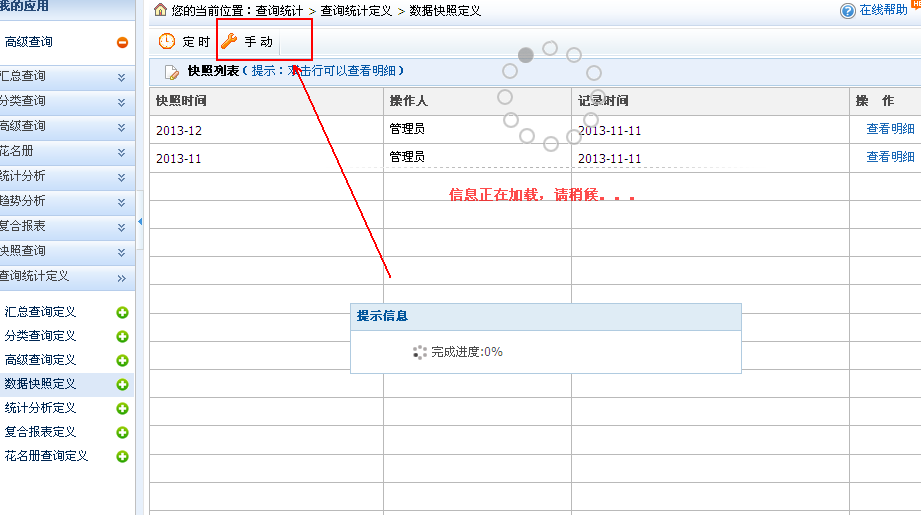 我的应用
您的当前位置：查询统计 > 查询统计定义 > 数据快照定义
在线帮助
高级查询
定时 手动
快照列表（提示：双击行可以查看明细）
快照时间 操作人 记录时间 操 作
2013-12 管理员 2013-11-11 查看明细
2013-11 管理员 2013-11-11 查看明细
信息正在加载，请稍候...
提示信息
完成进度:0%
汇总查询
分类查询
高级查询
花名册
统计分析
趋势分析
复合报表
快照查询
查询统计定义
汇总查询定义
分类查询定义
高级查询定义
数据快照定义
统计分析定义
复合报表定义
花名册查询定义